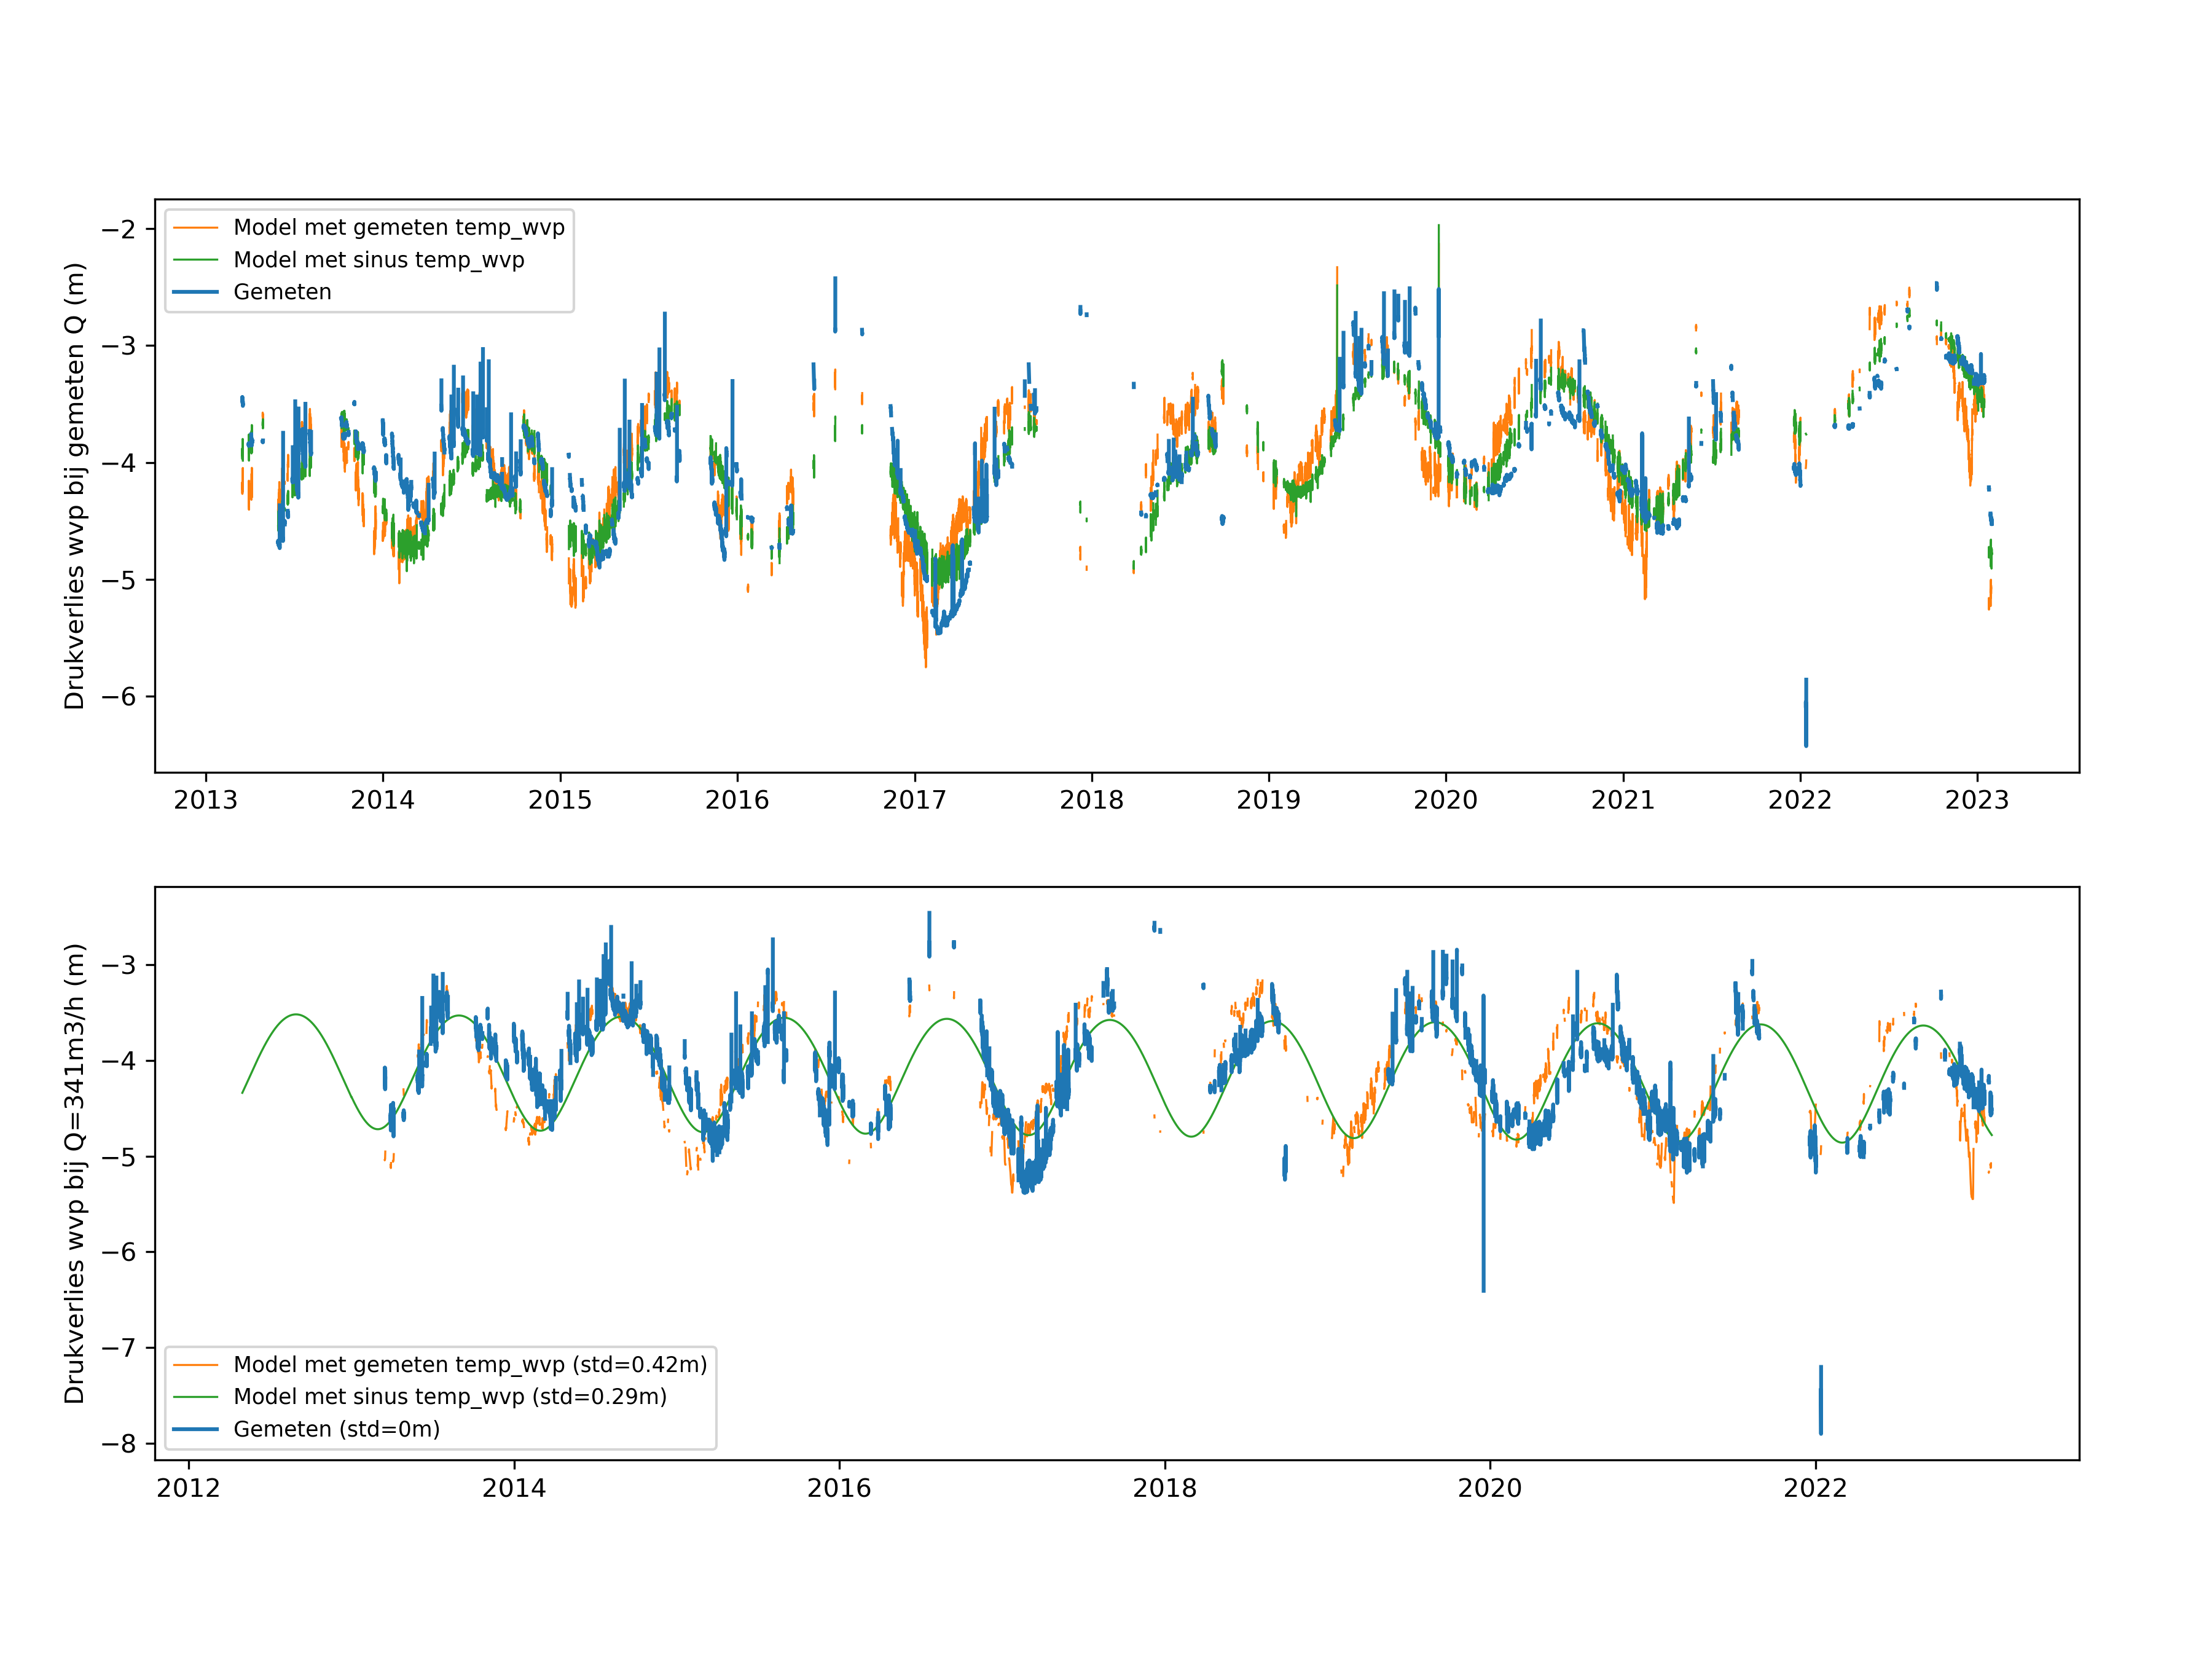 Drukverlies wvp bij gemeten Q (m)
−2
−3
−4
−5
−6
Model met gemeten temp_wvp
Model met sinus temp_wvp
Gemeten
2013 2014 2015 2016 2017 2018 2019 2020 2021 2022 2023
Drukverlies wvp bij Q=341m3/h (m)
−3
−4
−5
−6
−7
−8
Model met gemeten temp_wvp (std=0.42m)
Model met sinus temp_wvp (std=0.29m)
Gemeten (std=0m)
2012 2014 2016 2018 2020 2022